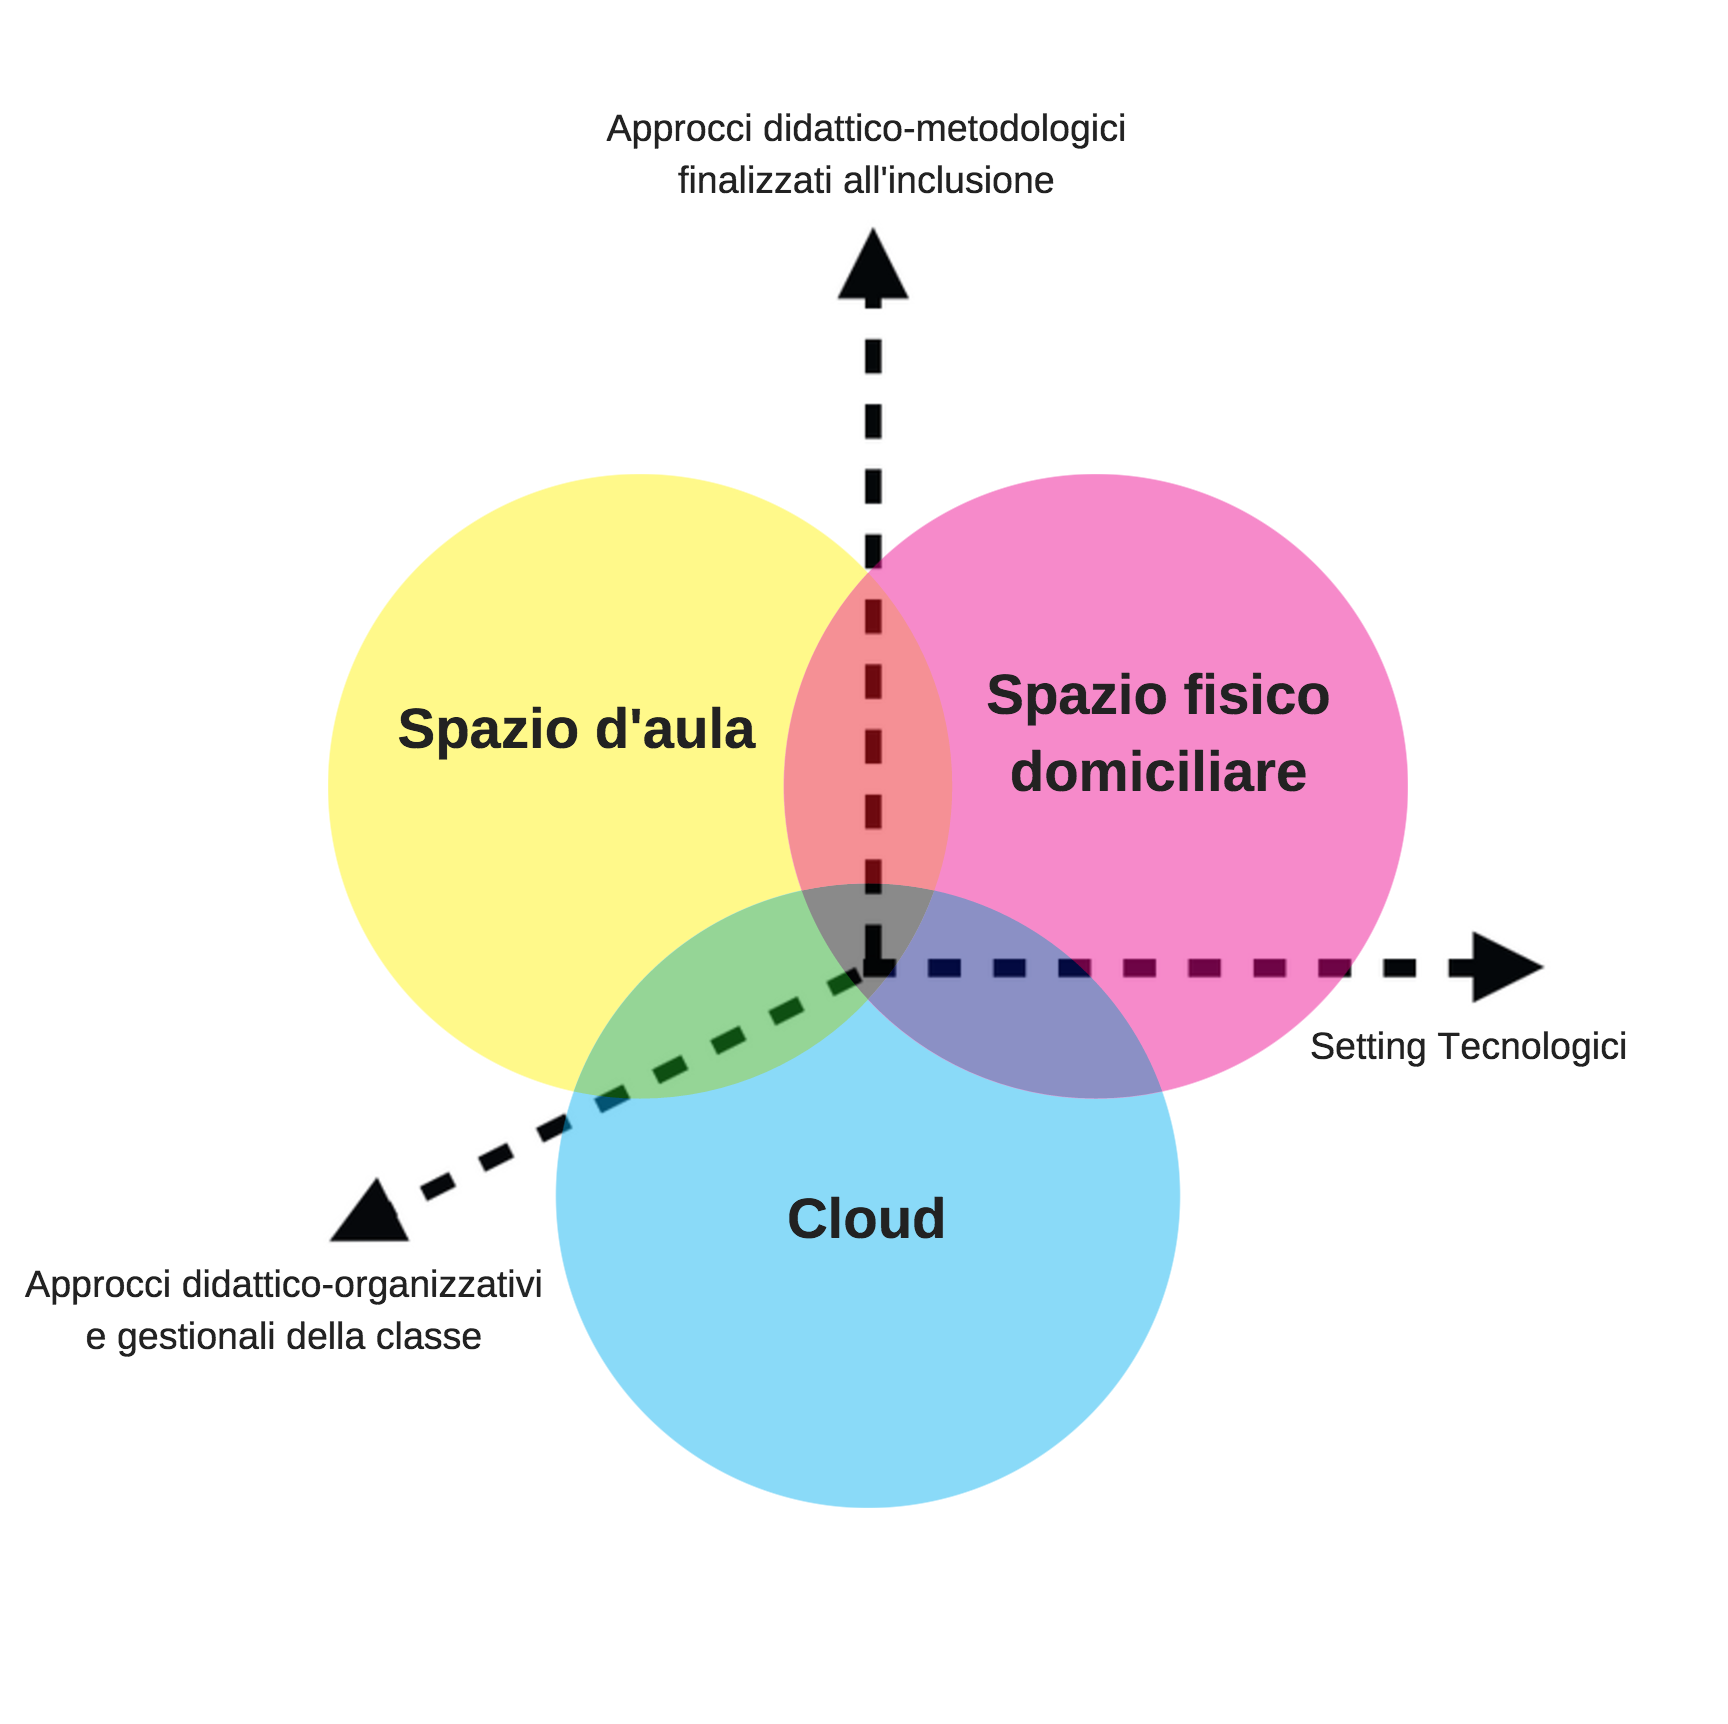 Approcci didattico-metodologici
finalizzati all'inclusione
Spazio d'aula
Spazio fisico
domiciliare
Setting Tecnologici
Cloud
Approcci didattico-organizzativi
e gestionali della classe